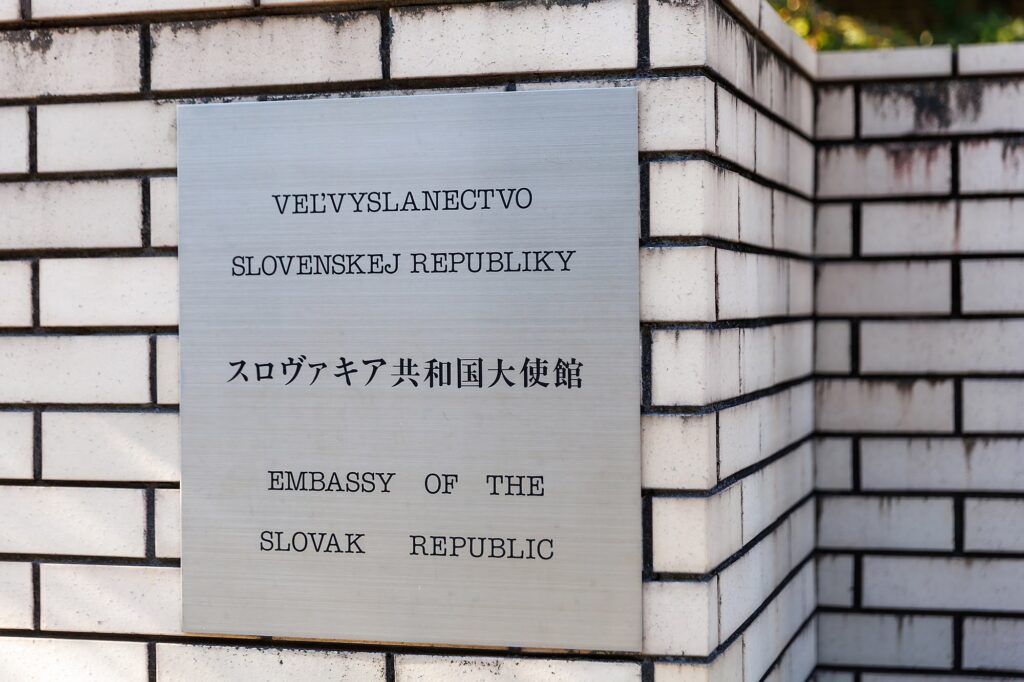 VEĽVYSLANECTVO
SLOVENSKEJ REPUBLIKY
スロヴァキア共和国大使館
EMBASSY OF THE
SLOVAK REPUBLIC